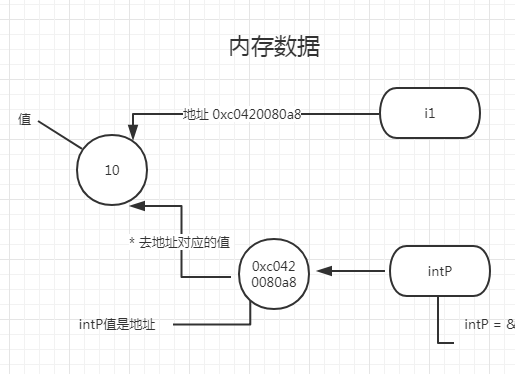 内存数据
值
地址 0xc0420080a8
i1
10
* 去地址对应的值
0xc042
0080a8
intP
intP值是地址
intP = &